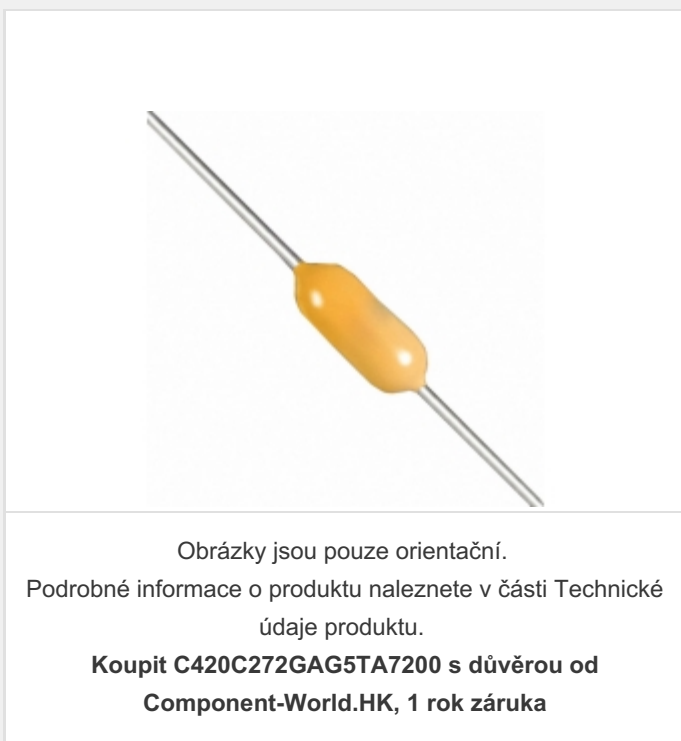 Obrázky jsou pouze orientační.
Podrobné informace o produktu naleznete v části Technické
údaje produktu.
Koupit C420C272GAG5TA7200 s důvěrou od
Component-World.HK, 1 rok záruka